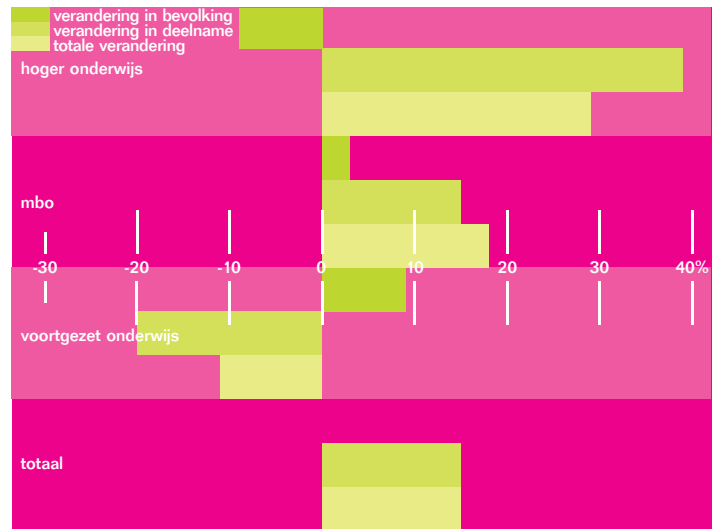 verandering in bevolking
verandering in deelname
totale verandering
hoger onderwijs
mbo
-30 -20 -10 0 10 20 30 40%
voortgezet onderwijs
totaal